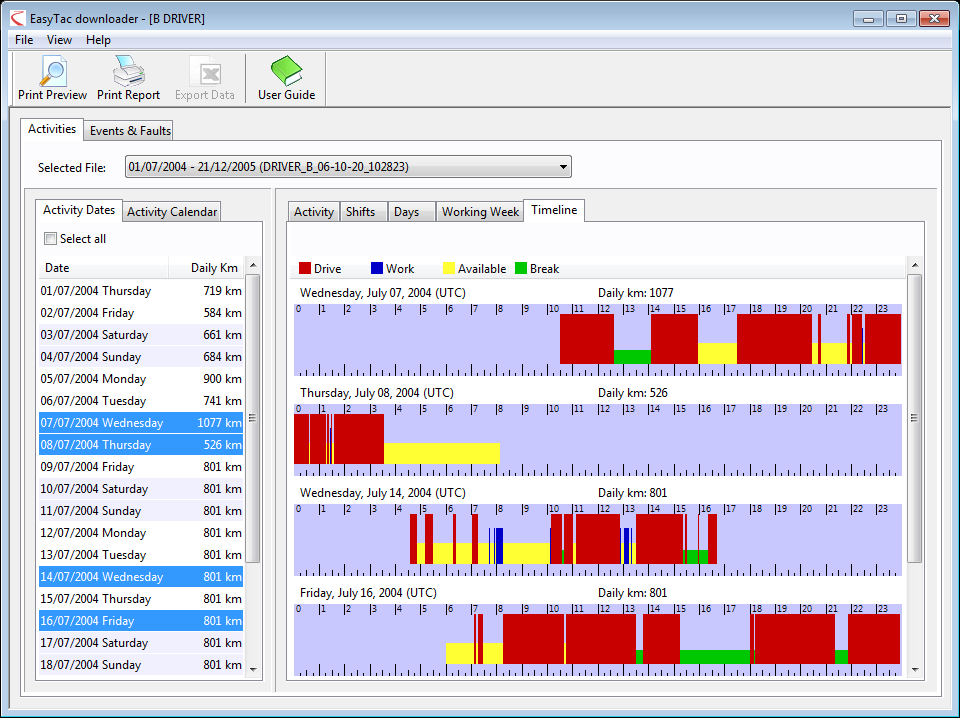 EasyTac downloader - [B DRIVER]
File View Help
Print Preview Print Report Export Data User Guide
Activities Events & Faults
Selected File: 01/07/2004 - 21/12/2005 (DRIVER_B_06-10-20_102823)
Activity Dates Activity Calendar
Select all
Date Daily Km
01/07/2004 Thursday 719 km
02/07/2004 Friday 584 km
03/07/2004 Saturday 661 km
04/07/2004 Sunday 684 km
05/07/2004 Monday 900 km
06/07/2004 Tuesday 741 km
07/07/2004 Wednesday 1077 km
08/07/2004 Thursday 526 km
09/07/2004 Friday 801 km
10/07/2004 Saturday 801 km
11/07/2004 Sunday 801 km
12/07/2004 Monday 801 km
13/07/2004 Tuesday 801 km
14/07/2004 Wednesday 801 km
15/07/2004 Thursday 801 km
16/07/2004 Friday 801 km
17/07/2004 Saturday 801 km
18/07/2004 Sunday 801 km
Activity Shifts Days Working Week Timeline
Drive Work Available Break
Wednesday, July 07, 2004 (UTC) Daily km: 1077
0 1 2 3 4 5 6 7 8 9 10 11 12 13 14 15 16 17 18 19 20 21 22 23
Thursday, July 08, 2004 (UTC) Daily km: 526
0 1 2 3 4 5 6 7 8 9 10 11 12 13 14 15 16 17 18 19 20 21 22 23
Wednesday, July 14, 2004 (UTC) Daily km: 801
0 1 2 3 4 5 6 7 8 9 10 11 12 13 14 15 16 17 18 19 20 21 22 23
Friday, July 16, 2004 (UTC) Daily km: 801
0 1 2 3 4 5 6 7 8 9 10 11 12 13 14 15 16 17 18 19 20 21 22 23